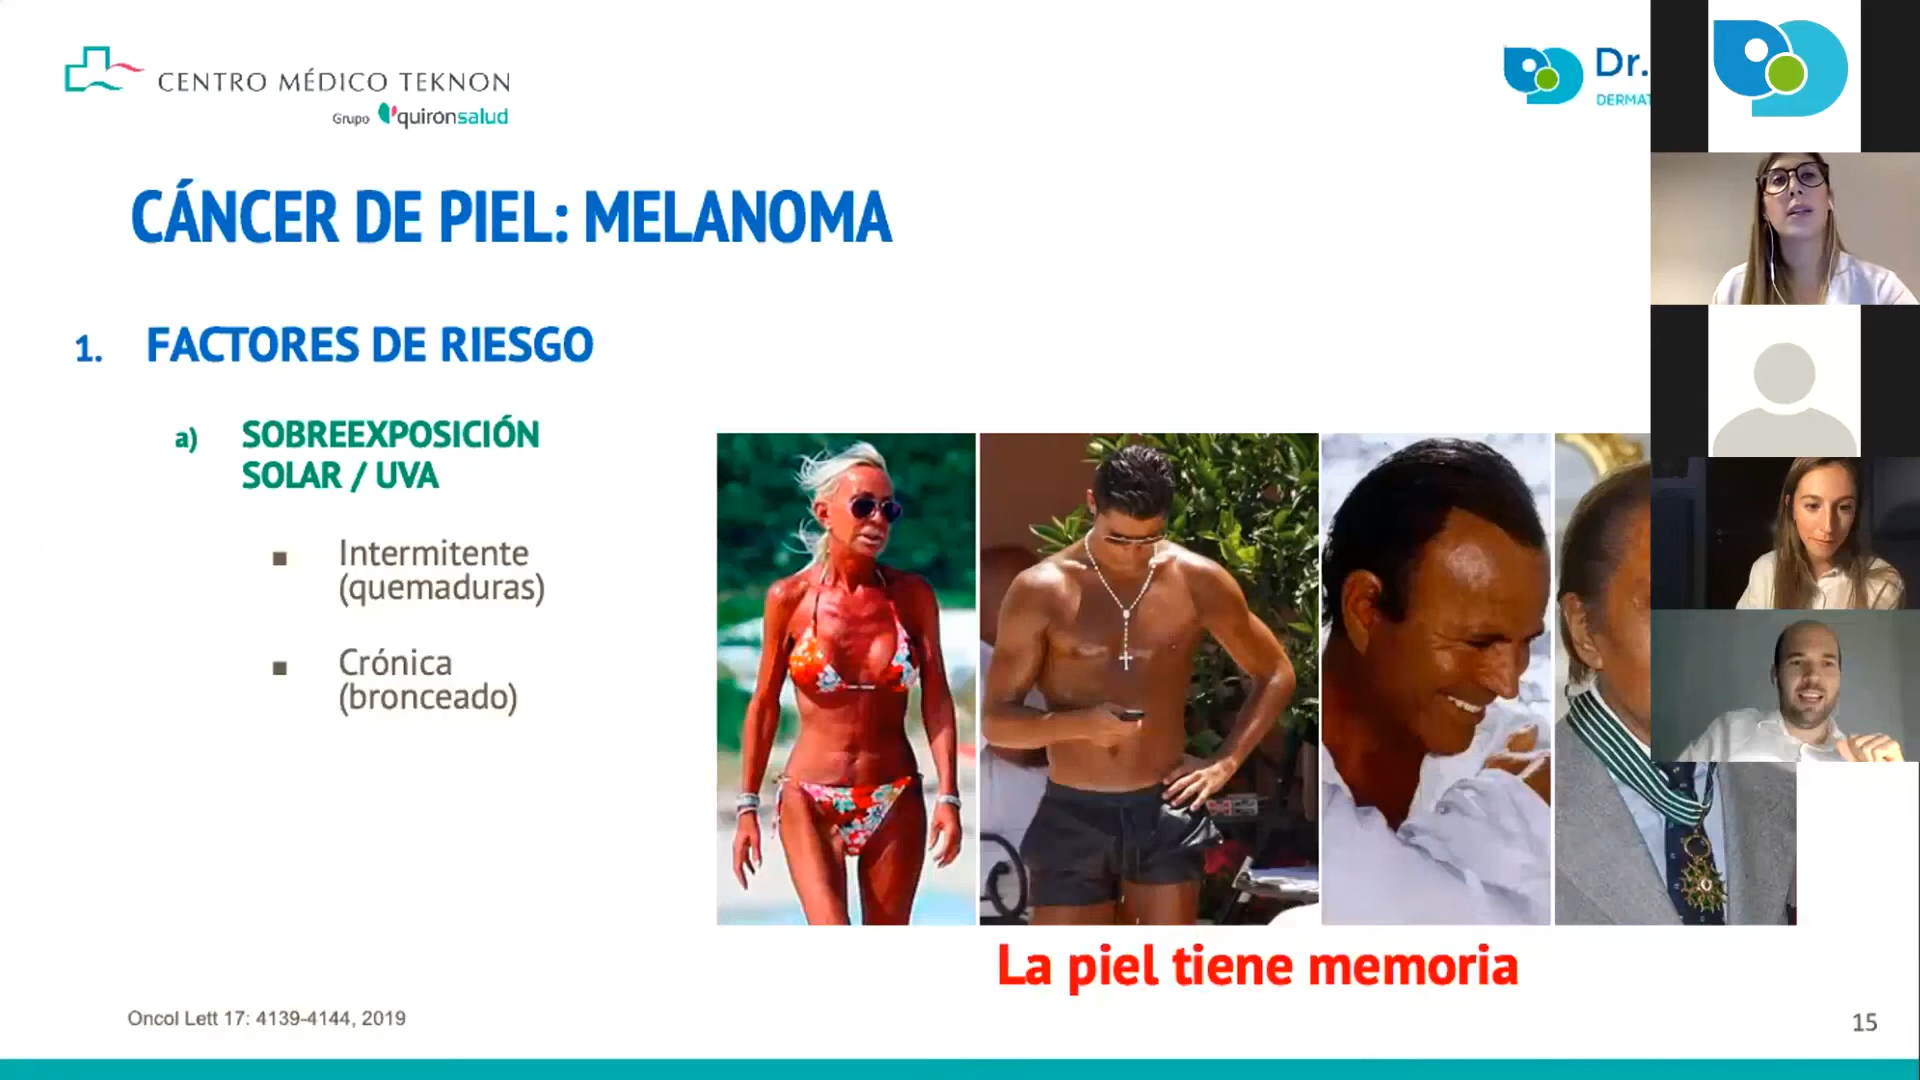 CENTRO MÉDICO TEKNON
Grupo quironsalud
Dr.
CÁNCER DE PIEL: MELANOMA
1. FACTORES DE RIESGO
a) SOBREEXPOSICIÓN
SOLAR / UVA
■ Intermitente
(quemaduras)
■ Crónica
(bronceado)
La piel tiene memoria
Oncol Lett 17: 4139-4144, 2019
15